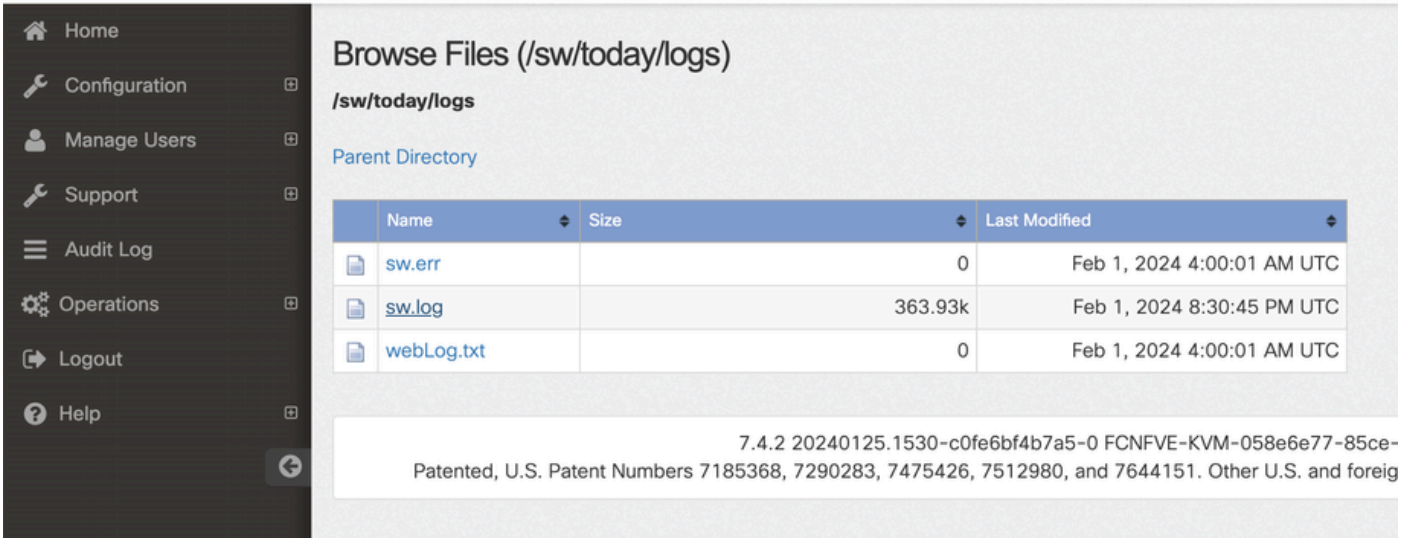 Home
Configuration
Manage Users
Support
Audit Log
Operations
Logout
Help
Browse Files (/sw/today/logs)
/sw/today/logs
Parent Directory
Name Size Last Modified
sw.err 0 Feb 1, 2024 4:00:01 AM UTC
sw.log 363.93k Feb 1, 2024 8:30:45 PM UTC
webLog.txt 0 Feb 1, 2024 4:00:01 AM UTC
7.4.2 20240125.1530-c0fe6bf4b7a5-0 FCNFVE-KVM-058e6e77-85ce-
Patented, U.S. Patent Numbers 7185368, 7290283, 7475426, 7512980, and 7644151. Other U.S. and foreig